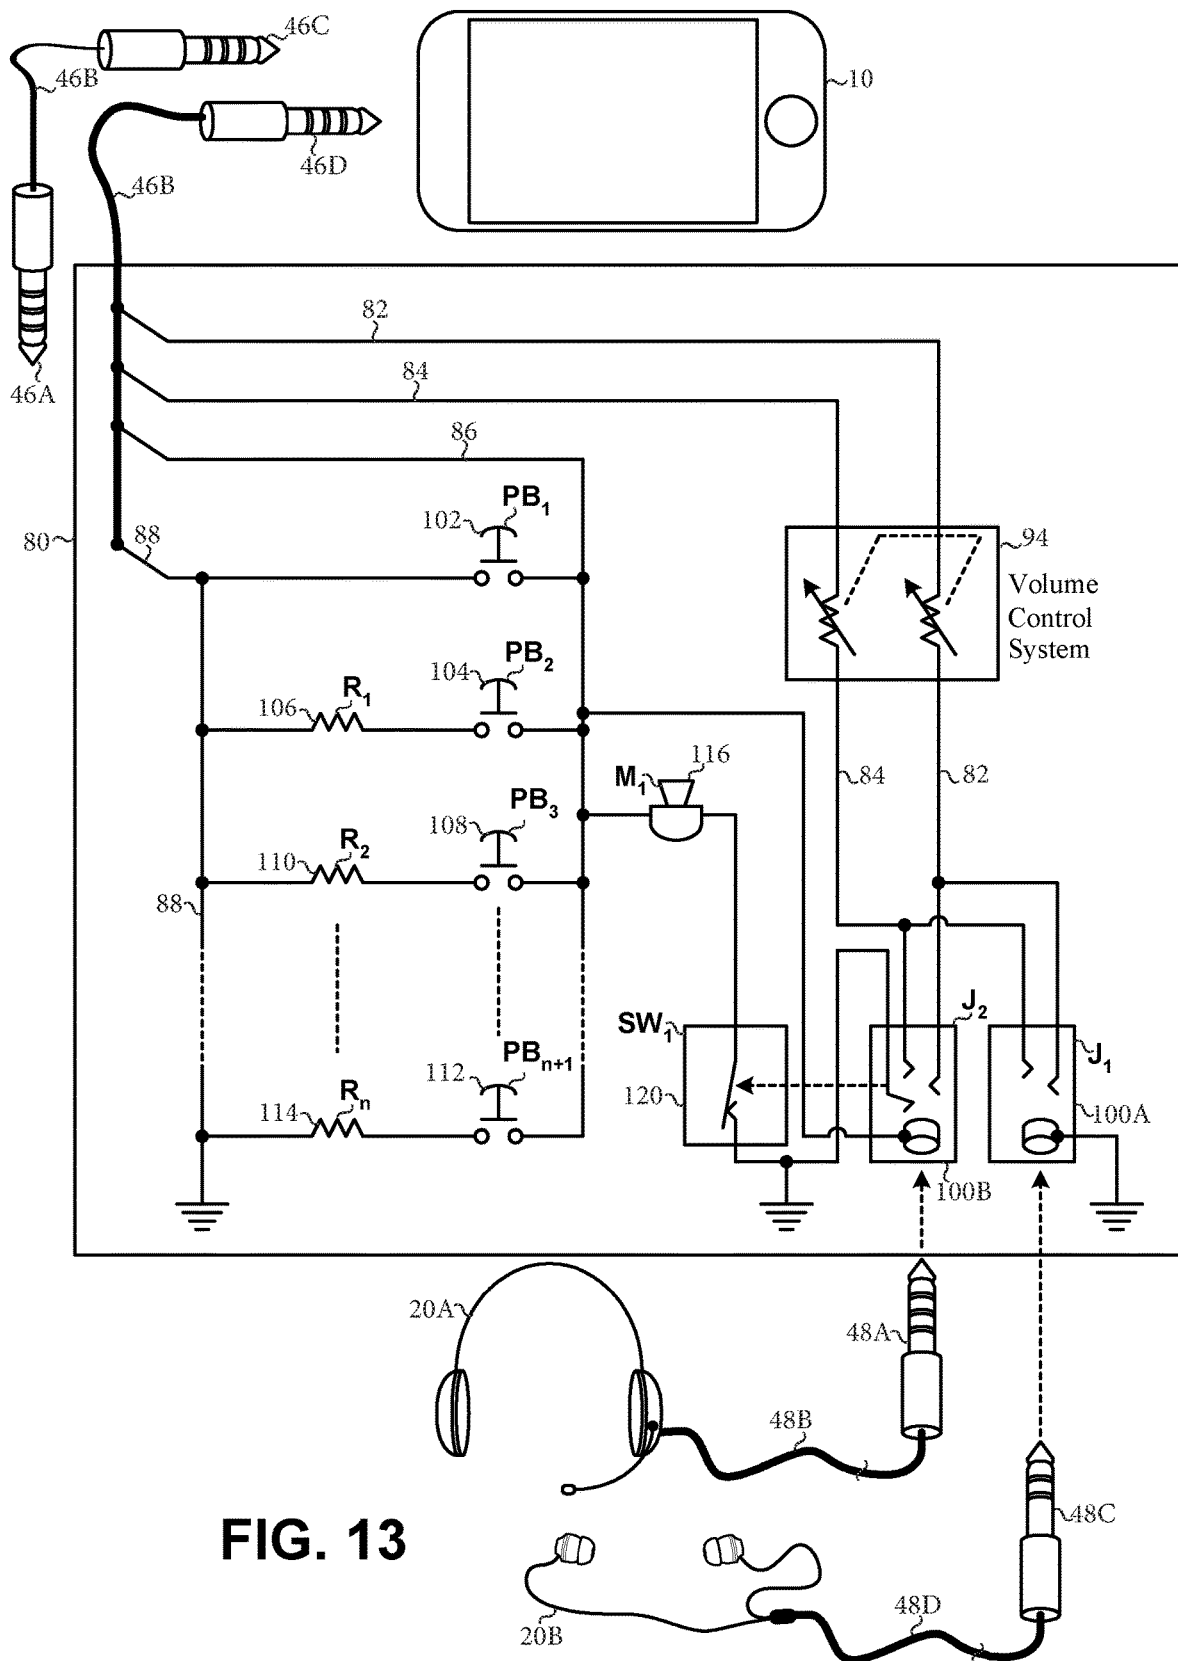 46C
46B
10
46D
46B
46A
82
84
86
PB1
102
80
88
94
Volume
Control
System
PB2
104
R1
106
116
M1
84
82
PB3
108
R2
110
88
J2
SW1
J1
PBn+1
112
Rn
114
120
100A
100B
20A
48A
48B
48C
FIG. 13
20B
48D